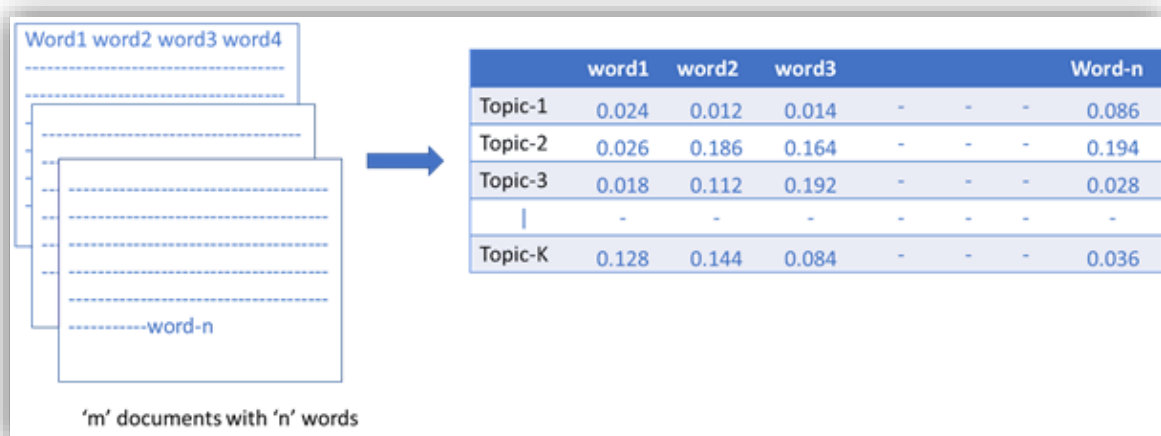 Word1 word2 word3 word4
word-n
'm' documents with 'n' words
word1 word2 word3 Word-n
Topic-1 0.024 0.012 0.014 - - - 0.086
Topic-2 0.026 0.186 0.164 - - - 0.194
Topic-3 0.018 0.112 0.192 - - - 0.028
| - - - - - - -
Topic-K 0.128 0.144 0.084 - - - 0.036